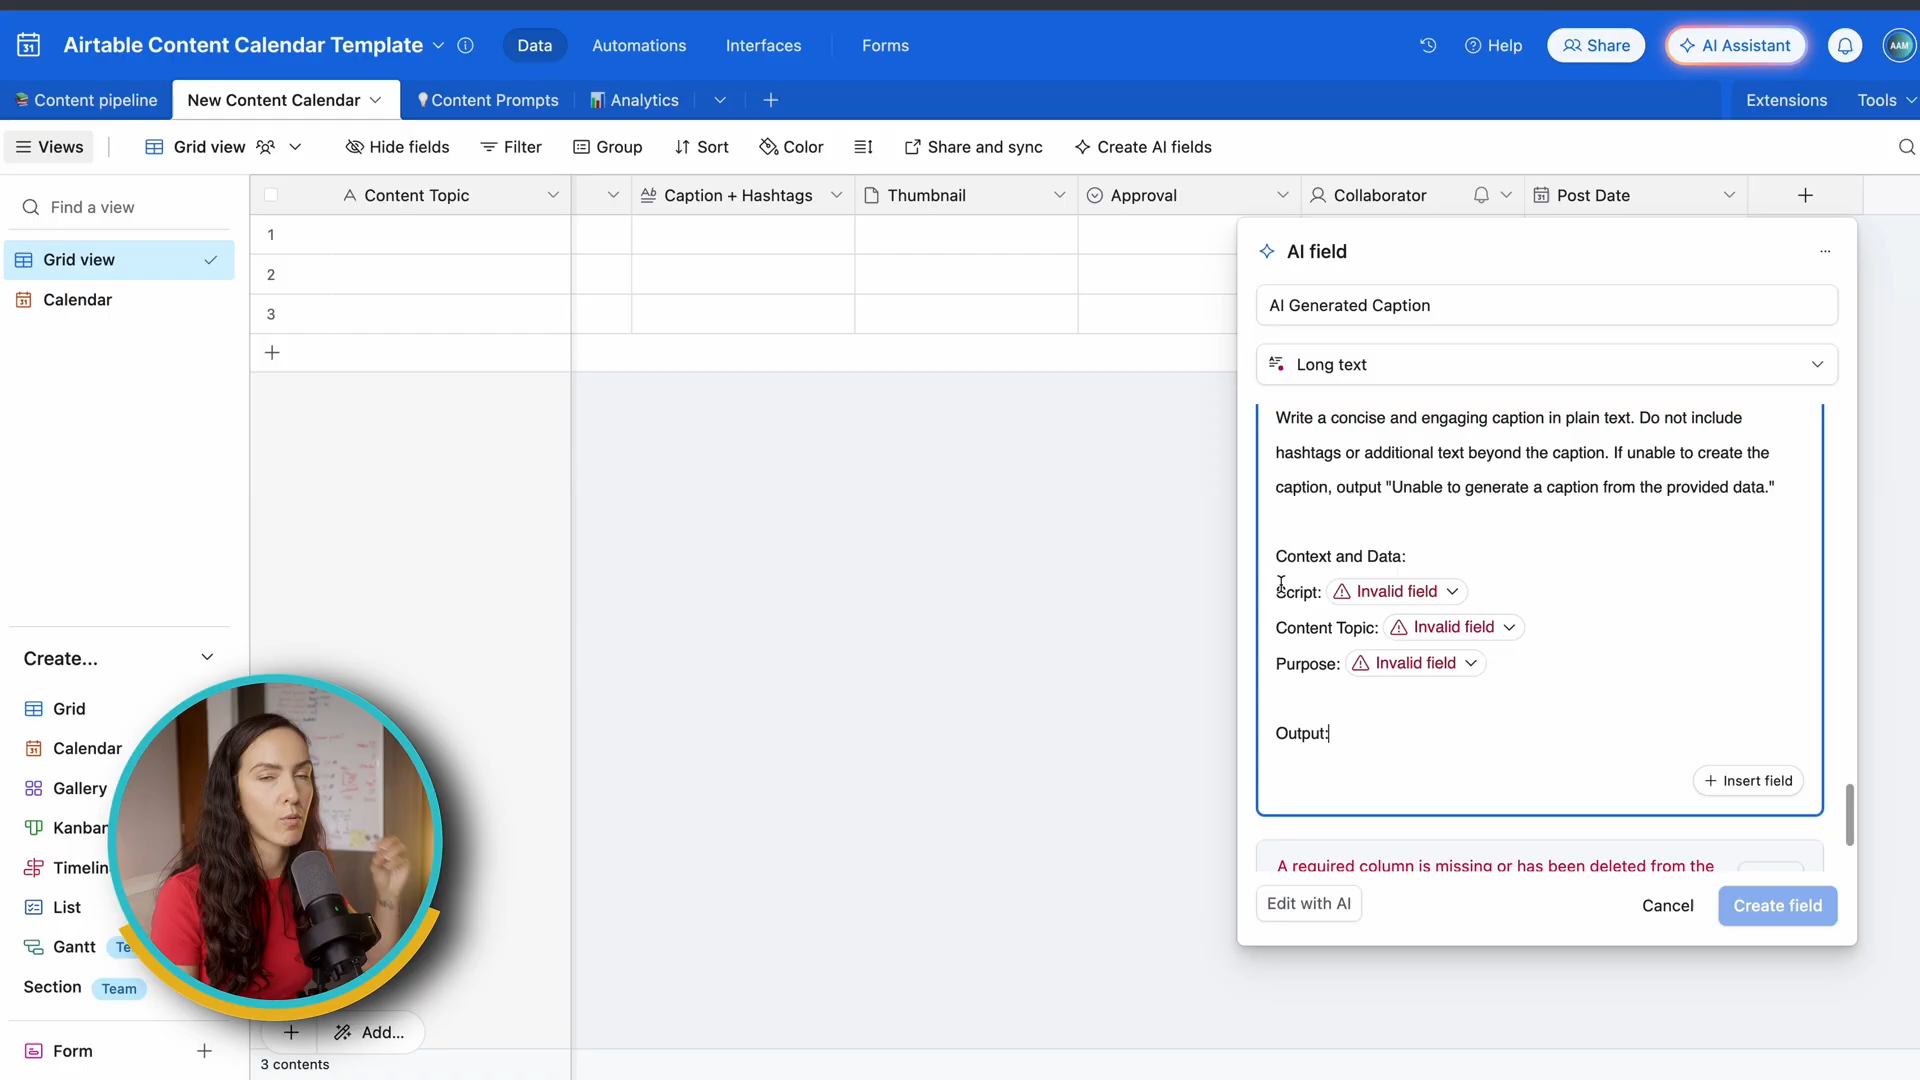 Airtable Content Calendar Template
Data
Automations
Interfaces
Forms
Help
Share
AI Assistant
AAM
Content pipeline
New Content Calendar
Content Prompts
Analytics
Extensions
Tools
Views
Grid view
Hide fields
Filter
Group
Sort
Color
Share and sync
Create AI fields
Find a view
Grid view
Calendar
Content Topic
Caption + Hashtags
Thumbnail
Approval
Collaborator
Post Date
1
2
3
AI field
AI Generated Caption
Long text
Write a concise and engaging caption in plain text. Do not include
hashtags or additional text beyond the caption. If unable to create the
caption, output "Unable to generate a caption from the provided data."
Context and Data:
Script: Invalid field
Content Topic: Invalid field
Purpose: Invalid field
Output:
Insert field
A required column is missing or has been deleted from the
Edit with AI
Cancel
Create field
Create...
Grid
Calendar
Gallery
Kanban
Timelin
List
Gantt Te
Section Team
Form
Add...
3 contents